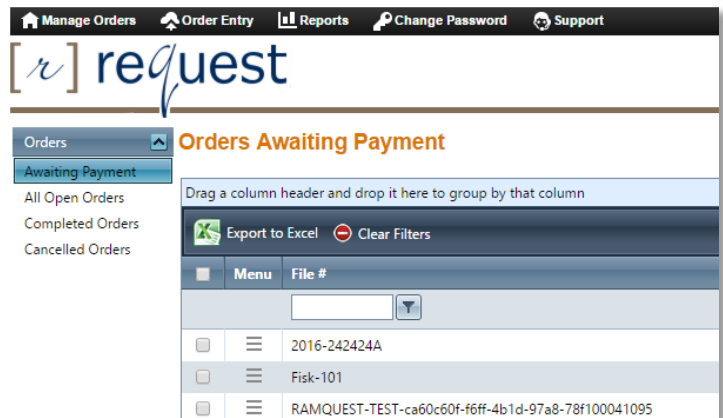 Manage Orders Order Entry Reports Change Password Support
[r] request
Orders
Awaiting Payment
All Open Orders
Completed Orders
Cancelled Orders
Orders Awaiting Payment
Drag a column header and drop it here to group by that column
Export to Excel Clear Filters
Menu File #
2016-242424A
Fisk-101
RAMQUEST-TEST-ca60c60f-f6ff-4b1d-97a8-78f100041095